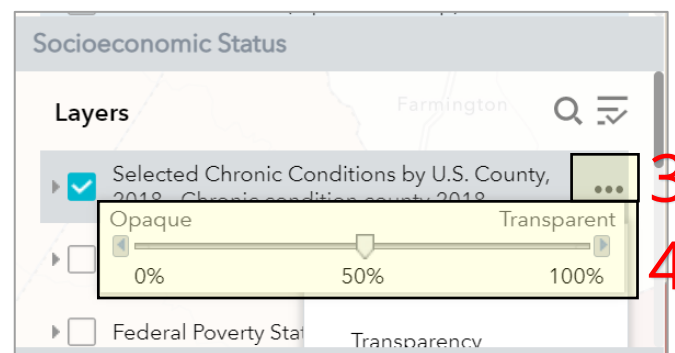 Socioeconomic Status
Layers
Farmington
Selected Chronic Conditions by U.S. County,
2018 - Chronic condition county 2018
3
Opaque
Transparent
0%
50%
100%
4
Federal Poverty Stat
Transparency